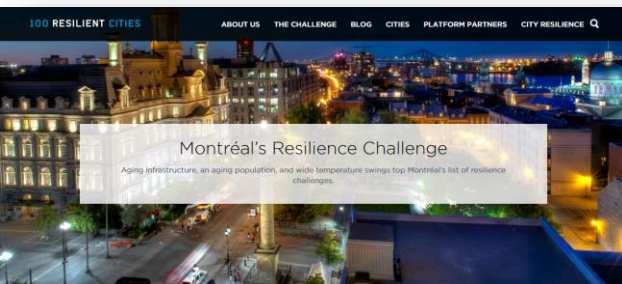 100 RESILIENT CITIES ABOUT US THE CHALLENGE BLOG CITIES PLATFORM PARTNERS CITY RESILIENCE
Montréal's Resilience Challenge
Aging infrastructure, an aging population, and wide temperature swings top Montréal's list of resilience
challenges.